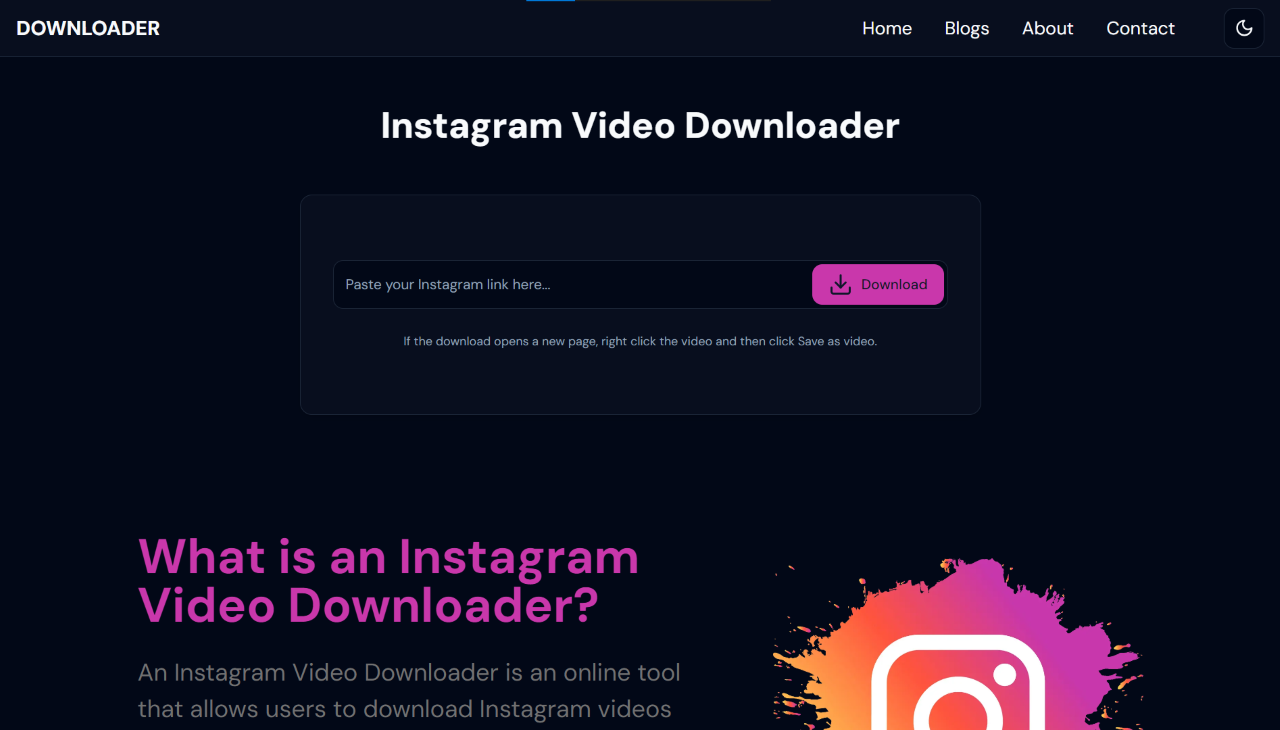 DOWNLOADER
Home Blogs About Contact
Instagram Video Downloader
Paste your Instagram link here...
Download
If the download opens a new page, right click the video and then click Save as video.
What is an Instagram
Video Downloader?
An Instagram Video Downloader is an online tool
that allows users to download Instagram videos